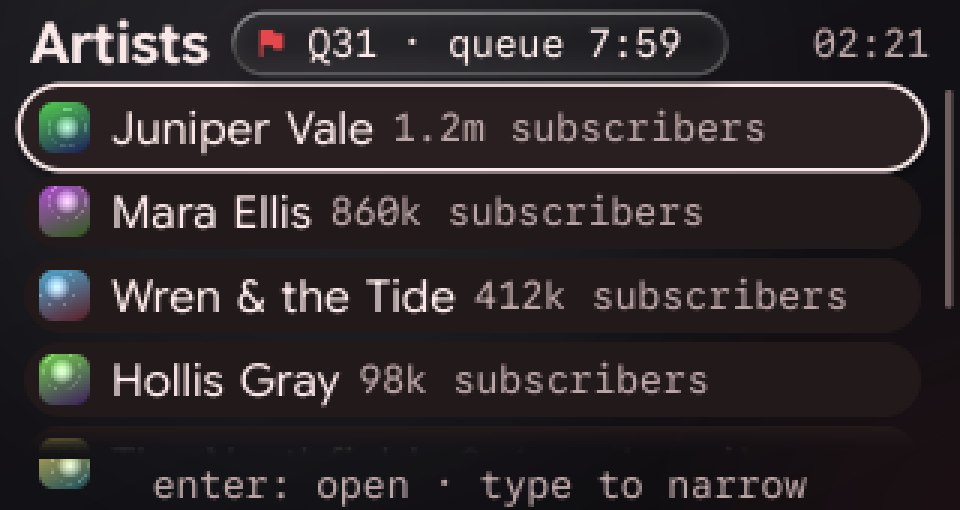 Artists Q31 · queue 7:59 02:21
Juniper Vale 1.2m subscribers
Mara Ellis 860k subscribers
Wren & the Tide 412k subscribers
Hollis Gray 98k subscribers
enter: open · type to narrow